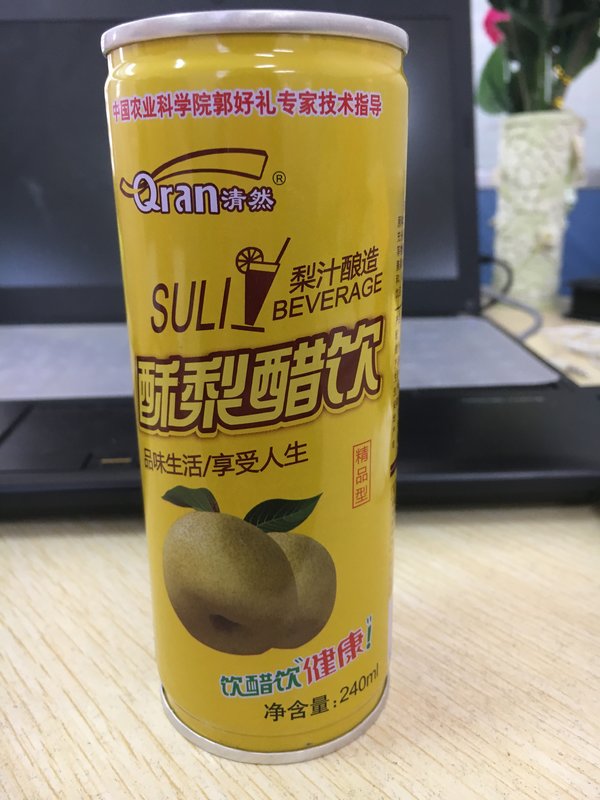 中国农业科学院郭好礼专家技术指导
Qran清然®
SULI 梨汁酿造
BEVERAGE
酥梨醋饮
品味生活/享受人生
精品型
饮醋饮"健康"!
净含量:240ml